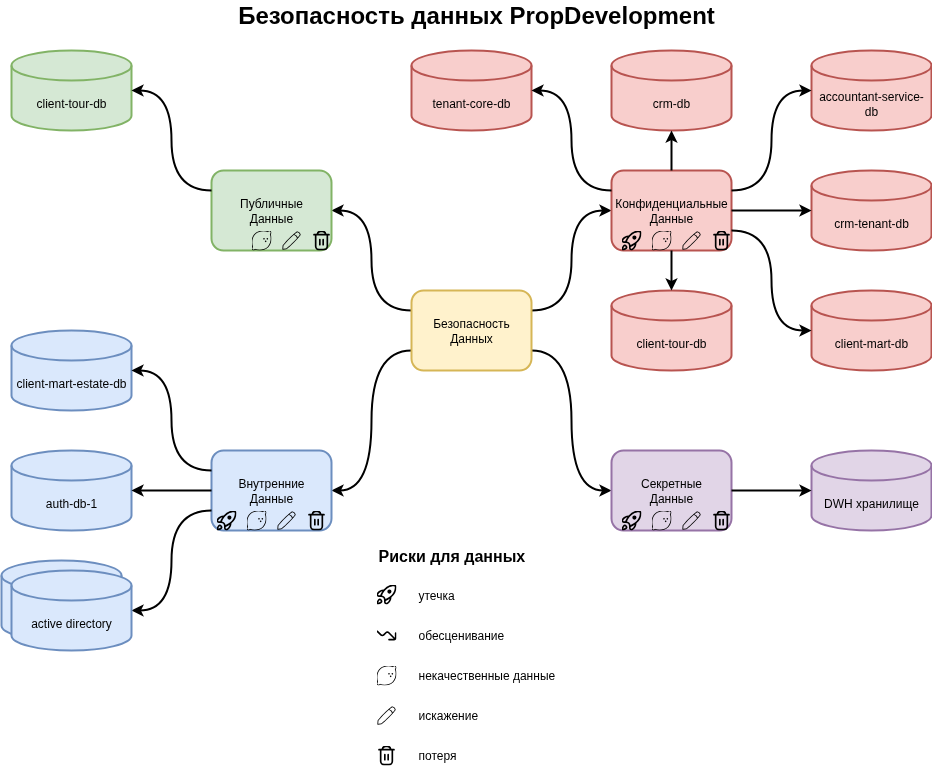 Безопасность данных PropDevelopment
client-tour-db
tenant-core-db
crm-db
accountant-service-
db
Публичные
Данные
Конфиденциальные
Данные
crm-tenant-db
Безопасность
Данных
client-tour-db
client-mart-db
client-mart-estate-db
auth-db-1
Внутренние
Данные
Секретные
Данные
DWH хранилище
active directory
Риски для данных
утечка
обесценивание
некачественные данные
искажение
потеря